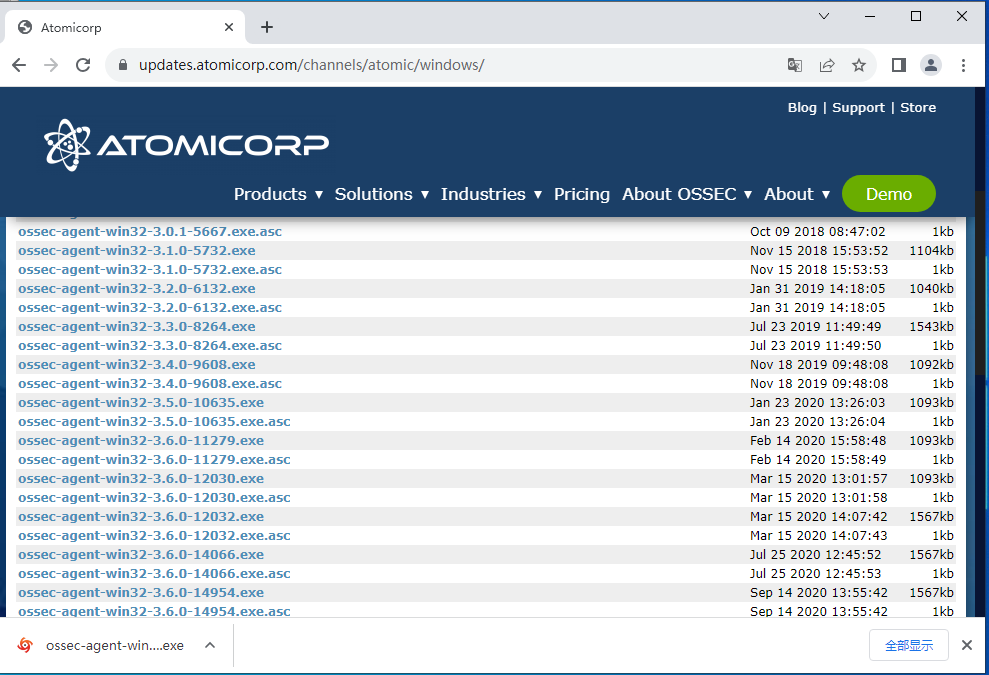 Atomicorp
updates.atomicorp.com/channels/atomic/windows/
Blog | Support | Store
ATOMICORP
Products ▼ Solutions ▼ Industries ▼ Pricing About OSSEC ▼ About ▼ Demo
ossec-agent-win32-3.0.1-5667.exe.asc Oct 09 2018 08:47:02 1kb
ossec-agent-win32-3.1.0-5732.exe Nov 15 2018 15:53:52 1104kb
ossec-agent-win32-3.1.0-5732.exe.asc Nov 15 2018 15:53:53 1kb
ossec-agent-win32-3.2.0-6132.exe Jan 31 2019 14:18:05 1040kb
ossec-agent-win32-3.2.0-6132.exe.asc Jan 31 2019 14:18:05 1kb
ossec-agent-win32-3.3.0-8264.exe Jul 23 2019 11:49:49 1543kb
ossec-agent-win32-3.3.0-8264.exe.asc Jul 23 2019 11:49:50 1kb
ossec-agent-win32-3.4.0-9608.exe Nov 18 2019 09:48:08 1092kb
ossec-agent-win32-3.4.0-9608.exe.asc Nov 18 2019 09:48:08 1kb
ossec-agent-win32-3.5.0-10635.exe Jan 23 2020 13:26:03 1093kb
ossec-agent-win32-3.5.0-10635.exe.asc Jan 23 2020 13:26:04 1kb
ossec-agent-win32-3.6.0-11279.exe Feb 14 2020 15:58:48 1093kb
ossec-agent-win32-3.6.0-11279.exe.asc Feb 14 2020 15:58:49 1kb
ossec-agent-win32-3.6.0-12030.exe Mar 15 2020 13:01:57 1093kb
ossec-agent-win32-3.6.0-12030.exe.asc Mar 15 2020 13:01:58 1kb
ossec-agent-win32-3.6.0-12032.exe Mar 15 2020 14:07:42 1567kb
ossec-agent-win32-3.6.0-12032.exe.asc Mar 15 2020 14:07:43 1kb
ossec-agent-win32-3.6.0-14066.exe Jul 25 2020 12:45:52 1567kb
ossec-agent-win32-3.6.0-14066.exe.asc Jul 25 2020 12:45:53 1kb
ossec-agent-win32-3.6.0-14954.exe Sep 14 2020 13:55:42 1567kb
ossec-agent-win32-3.6.0-14954.exe.asc Sep 14 2020 13:55:42 1kb
ossec-agent-win....exe 全部显示